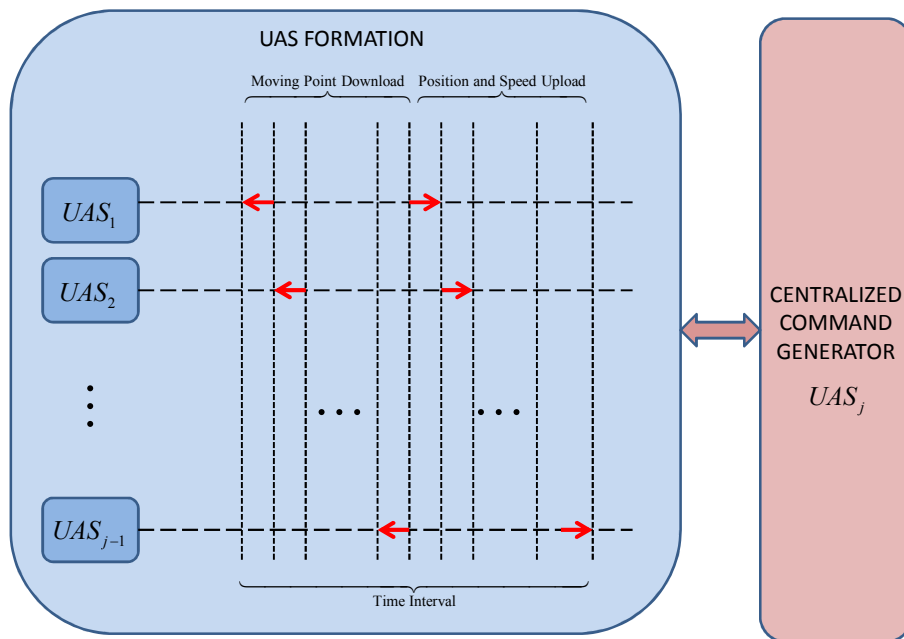 UAS FORMATION
Moving Point Download
Position and Speed Upload
UAS₁
UAS₂
UASⱼ₋₁
Time Interval
CENTRALIZED
COMMAND
GENERATOR
UASⱼ